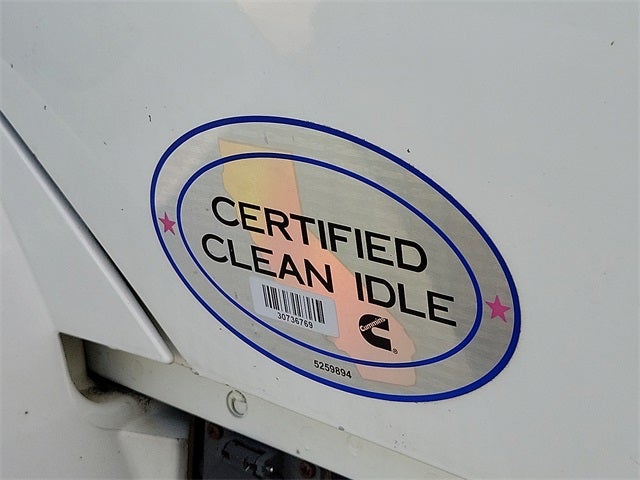 CERTIFIED
CLEAN IDLE
30736769
Cummins
®
5259894